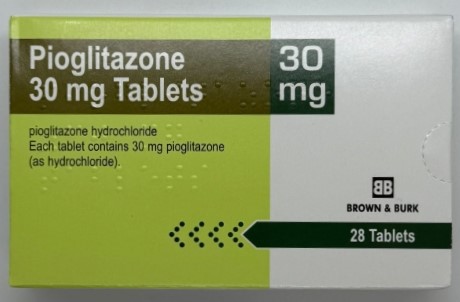 Pioglitazone
30 mg Tablets
30
mg
pioglitazone hydrochloride
Each tablet contains 30 mg pioglitazone
(as hydrochloride).
BB
BROWN & BURK
28 Tablets